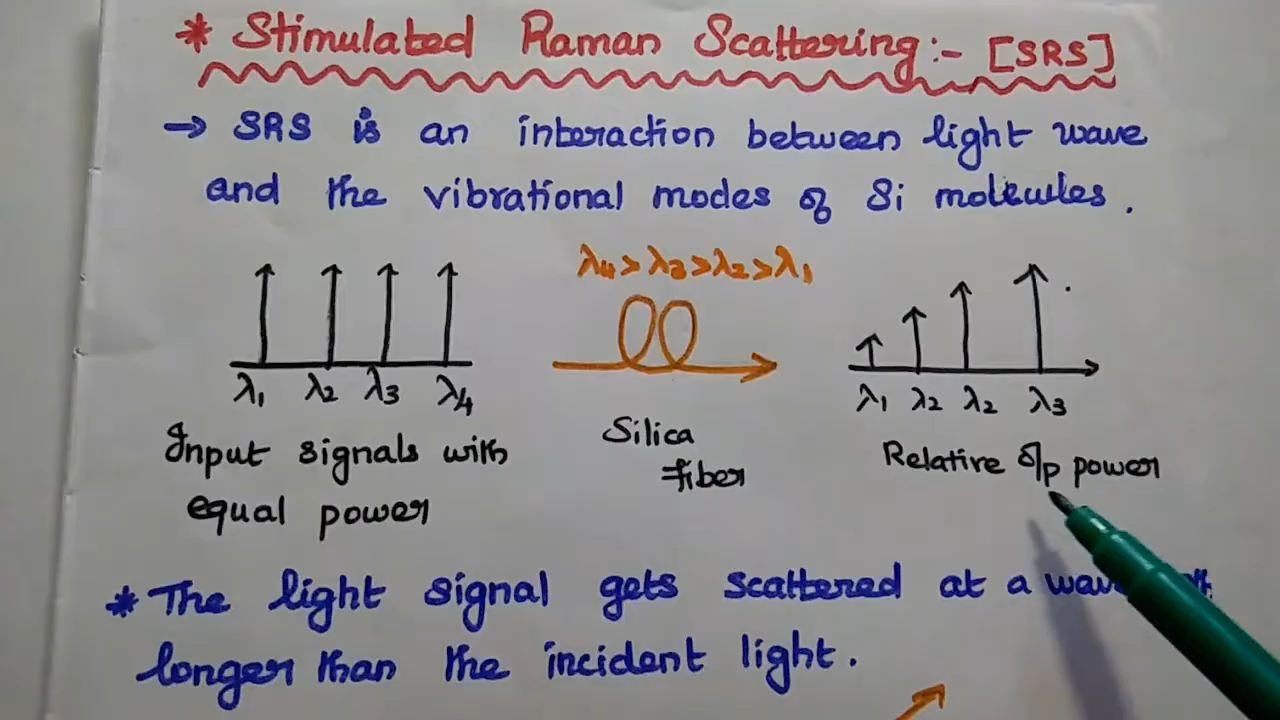 * Stimulated Raman Scattering:- [SRS]
→ SRS is an interaction between light wave
and the vibrational modes of Si molecules.
λ4 > λ3 > λ2 > λ1
λ1 λ2 λ3 λ4
λ1 λ2 λ2 λ3
Input signals with
equal power
Silica
fiber
Relative o/p power
* The light signal gets scattered at a
longer than the incident light.